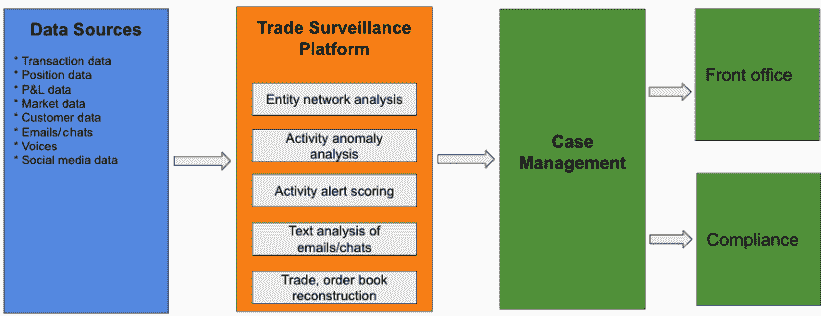 Data Sources
* Transaction data
* Position data
* P&L data
* Market data
* Customer data
* Emails/chats
* Voices
* Social media data
Trade Surveillance
Platform
Entity network analysis
Activity anomaly
analysis
Activity alert scoring
Text analysis of
emails/chats
Trade, order book
reconstruction
Case
Management
Front office
Compliance